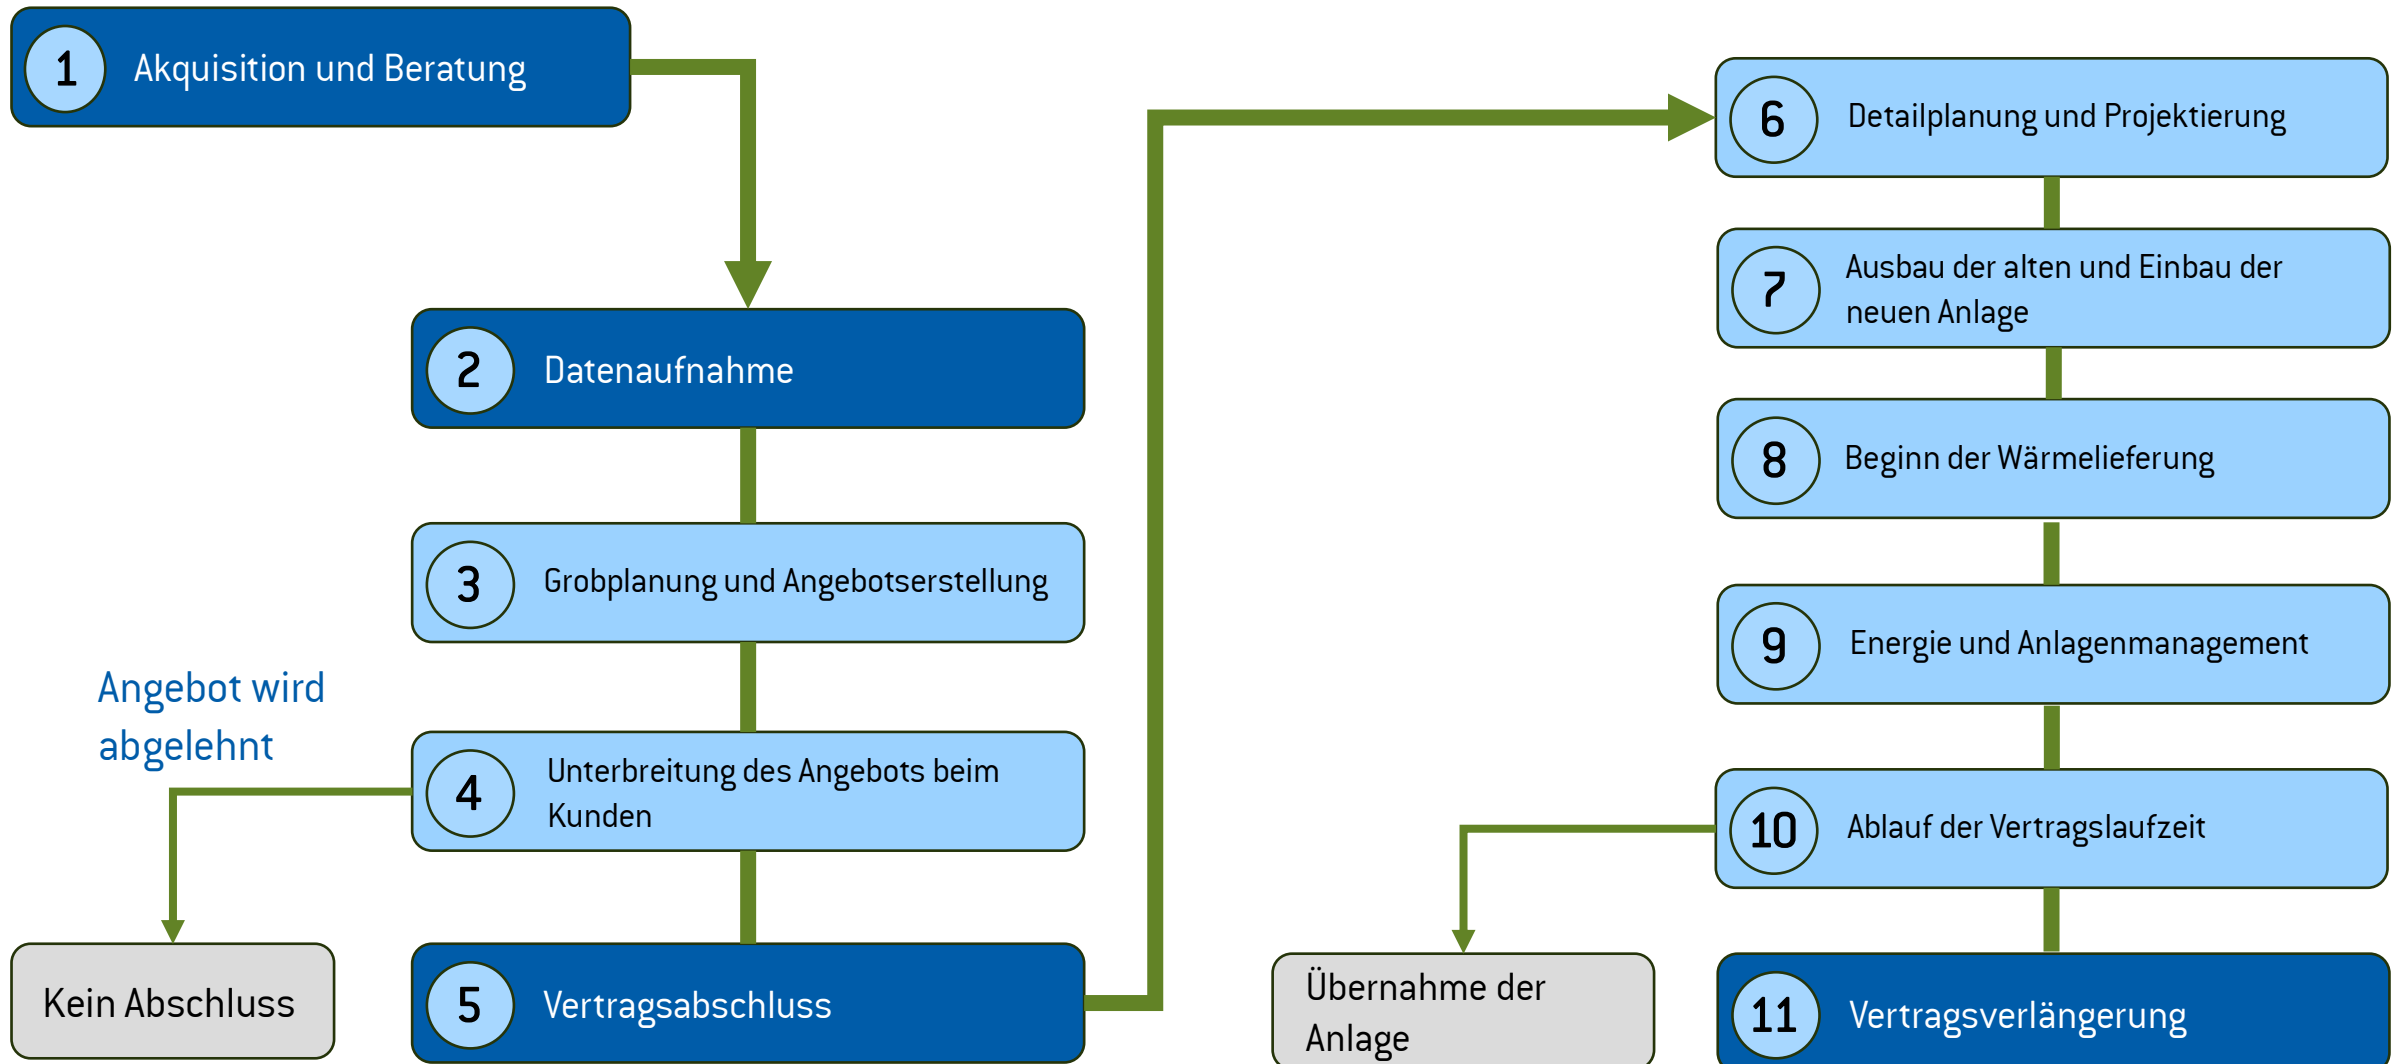 1 Akquisition und Beratung
2 Datenaufnahme
3 Grobplanung und Angebotserstellung
Angebot wird
abgelehnt
4 Unterbreitung des Angebots beim
Kunden
Kein Abschluss
5 Vertragsabschluss
6 Detailplanung und Projektierung
7 Ausbau der alten und Einbau der
neuen Anlage
8 Beginn der Wärmelieferung
9 Energie und Anlagenmanagement
10 Ablauf der Vertragslaufzeit
Übernahme der
Anlage
11 Vertragsverlängerung